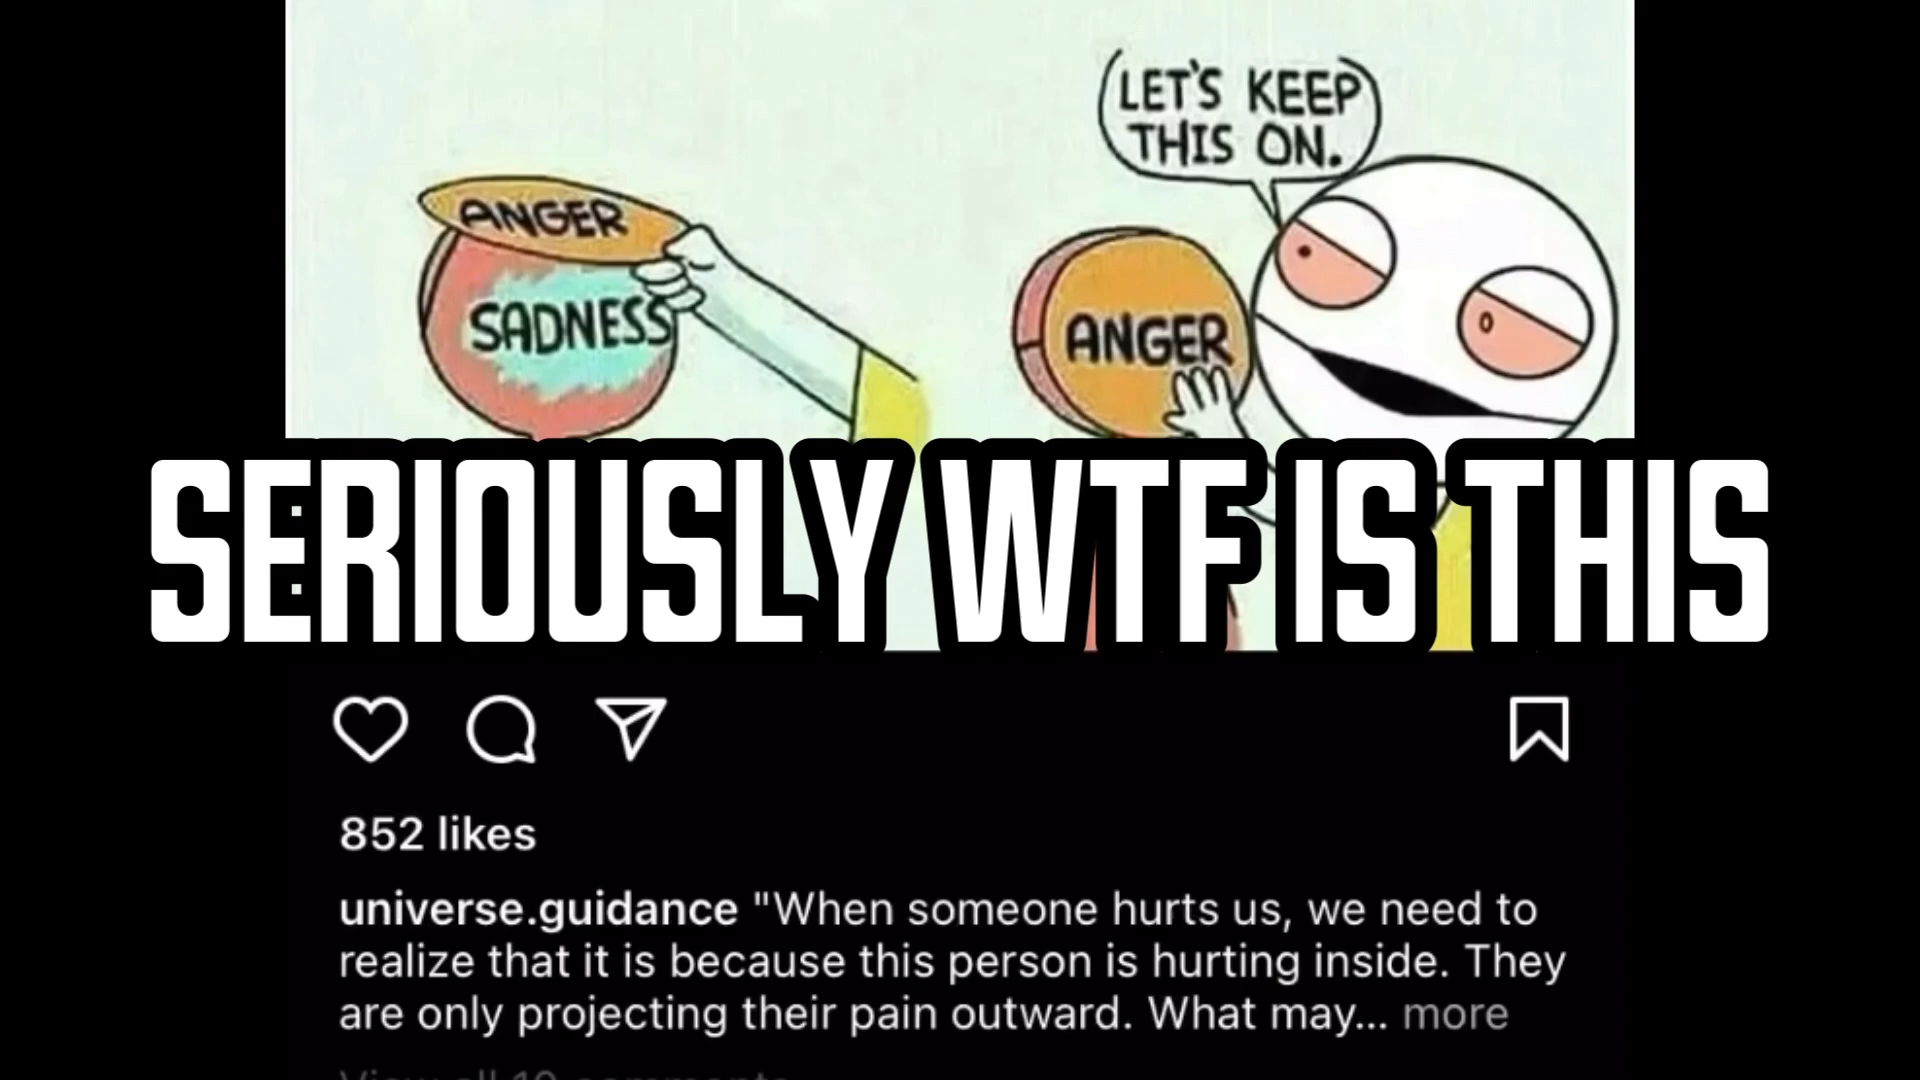 LET'S KEEP
THIS ON.
ANGER
SADNESS
ANGER
SERIOUSLY WTF IS THIS
852 likes
universe.guidance "When someone hurts us, we need to
realize that it is because this person is hurting inside. They
are only projecting their pain outward. What may... more